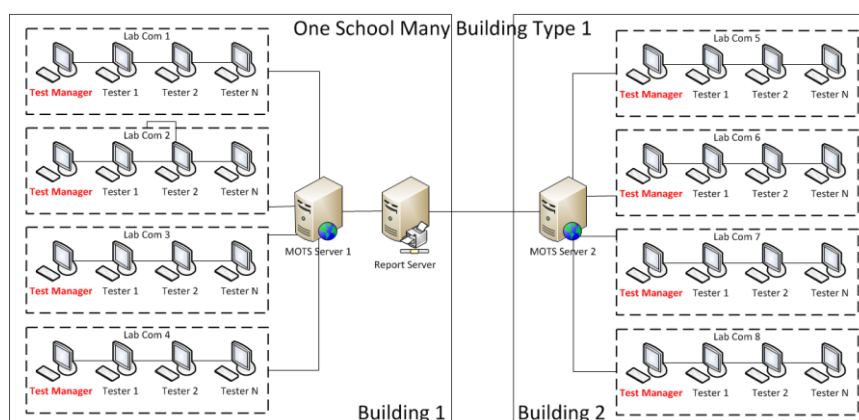 One School Many Building Type 1
Lab Com 1
Test Manager Tester 1 Tester 2 Tester N
Lab Com 2
Test Manager Tester 1 Tester 2 Tester N
Lab Com 3
Test Manager Tester 1 Tester 2 Tester N
Lab Com 4
Test Manager Tester 1 Tester 2 Tester N
MOTS Server 1
Report Server
Building 1
MOTS Server 2
Lab Com 5
Test Manager Tester 1 Tester 2 Tester N
Lab Com 6
Test Manager Tester 1 Tester 2 Tester N
Lab Com 7
Test Manager Tester 1 Tester 2 Tester N
Lab Com 8
Test Manager Tester 1 Tester 2 Tester N
Building 2